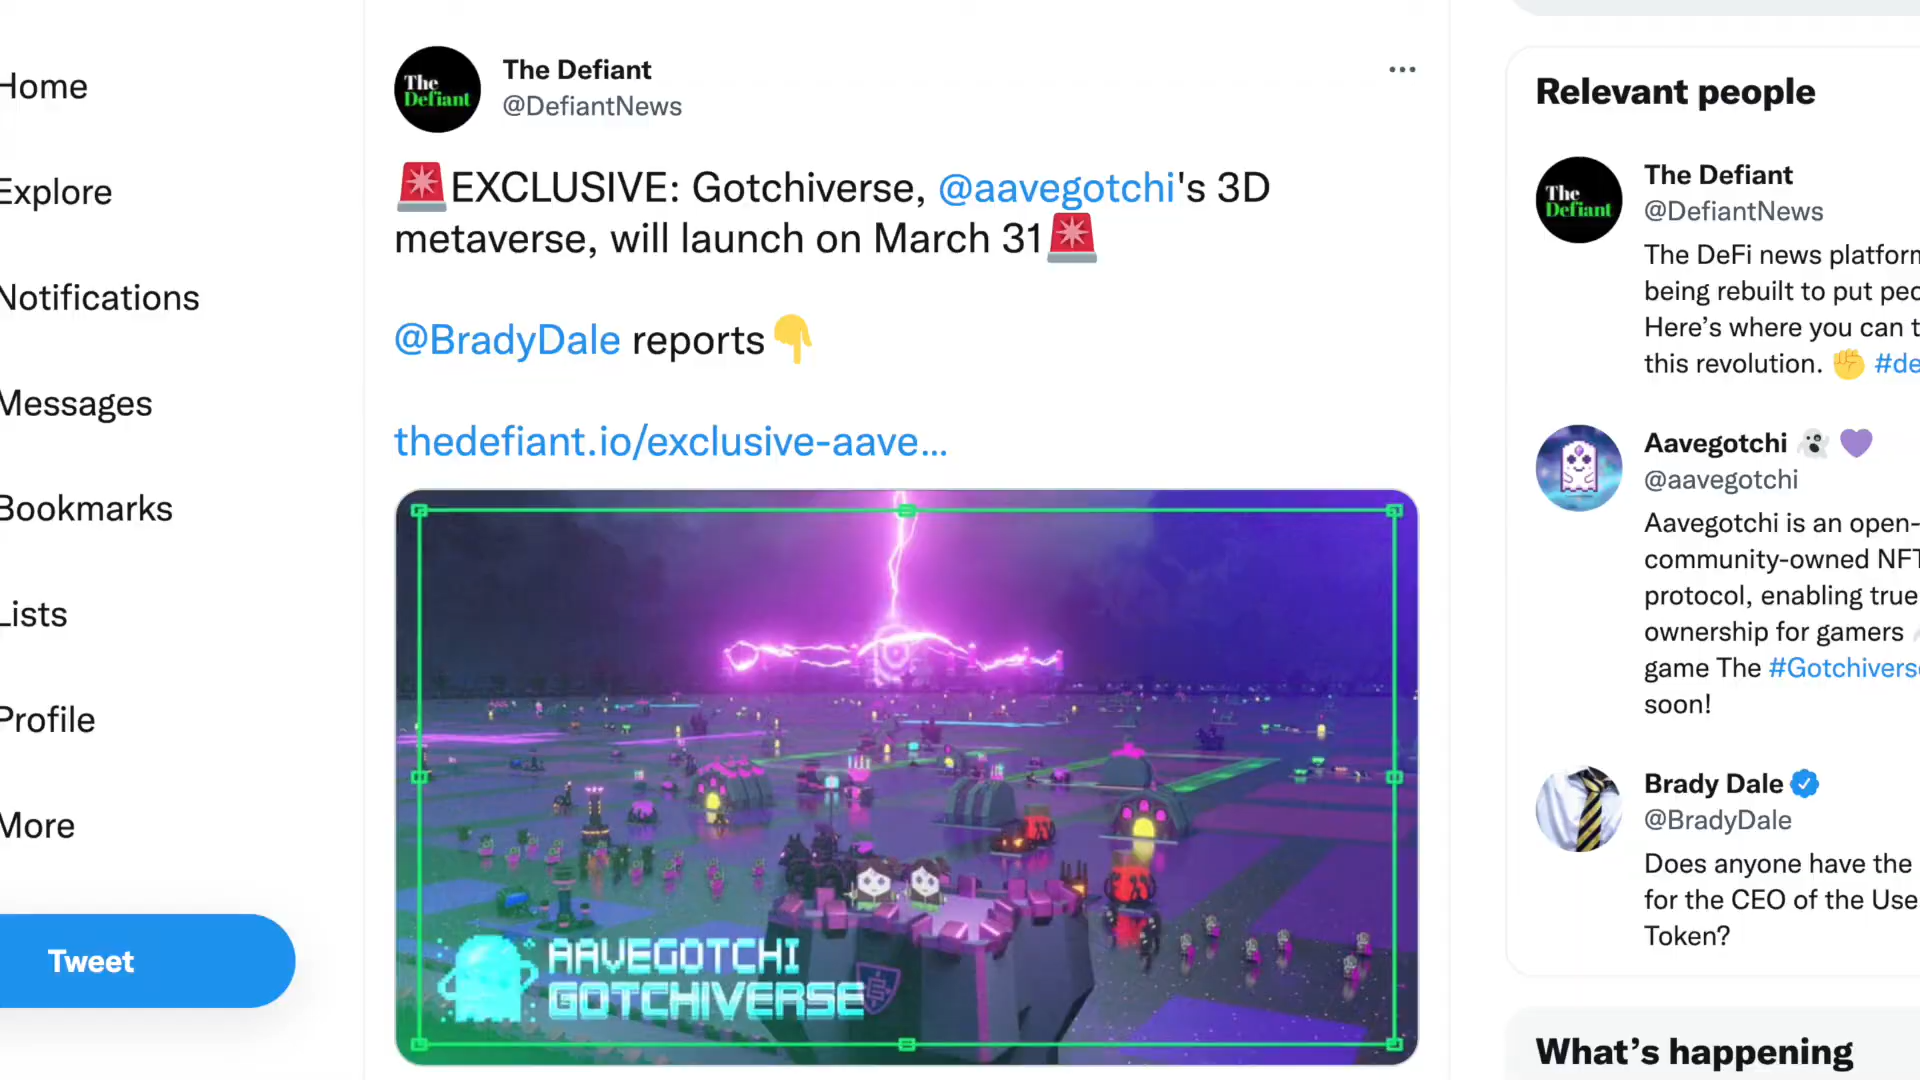 Home
Explore
Notifications
Messages
Bookmarks
Lists
Profile
More
Tweet
The Defiant
The Defiant
@DefiantNews
🚨EXCLUSIVE: Gotchiverse, @aavegotchi's 3D
metaverse, will launch on March 31🚨
@BradyDale reports👇
thedefiant.io/exclusive-aave...
AAVEGOTCHI
GOTCHIVERSE
Relevant people
The Defiant
The Defiant
@DefiantNews
The DeFi news platform
being rebuilt to put
Here’s where you can
this revolution. ✊
Aavegotchi 👻 💜
@aavegotchi
Aavegotchi is an open-
community-owned NFT
protocol, enabling true
ownership for gamers
game The #Gotchiverse
soon!
Brady Dale
@BradyDale
Does anyone have the
for the CEO of the
Token?
What’s happening